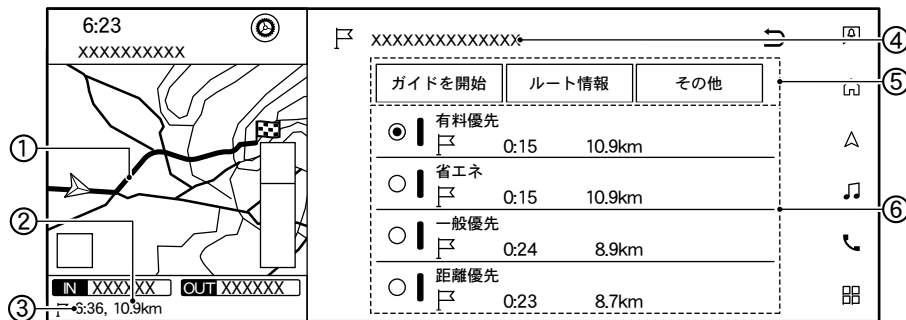 6:23
XXXXXXXXXX
IN XXXXXX OUT XXXXXX
6:36, 10.9km
XXXXXXXXXXXXXX
ガイドを開始 ルート情報 その他
有料優先
0:15 10.9km
省エネ
0:15 10.9km
一般優先
0:24 8.9km
距離優先
0:23 8.7km
①
②
③
④
⑤
⑥